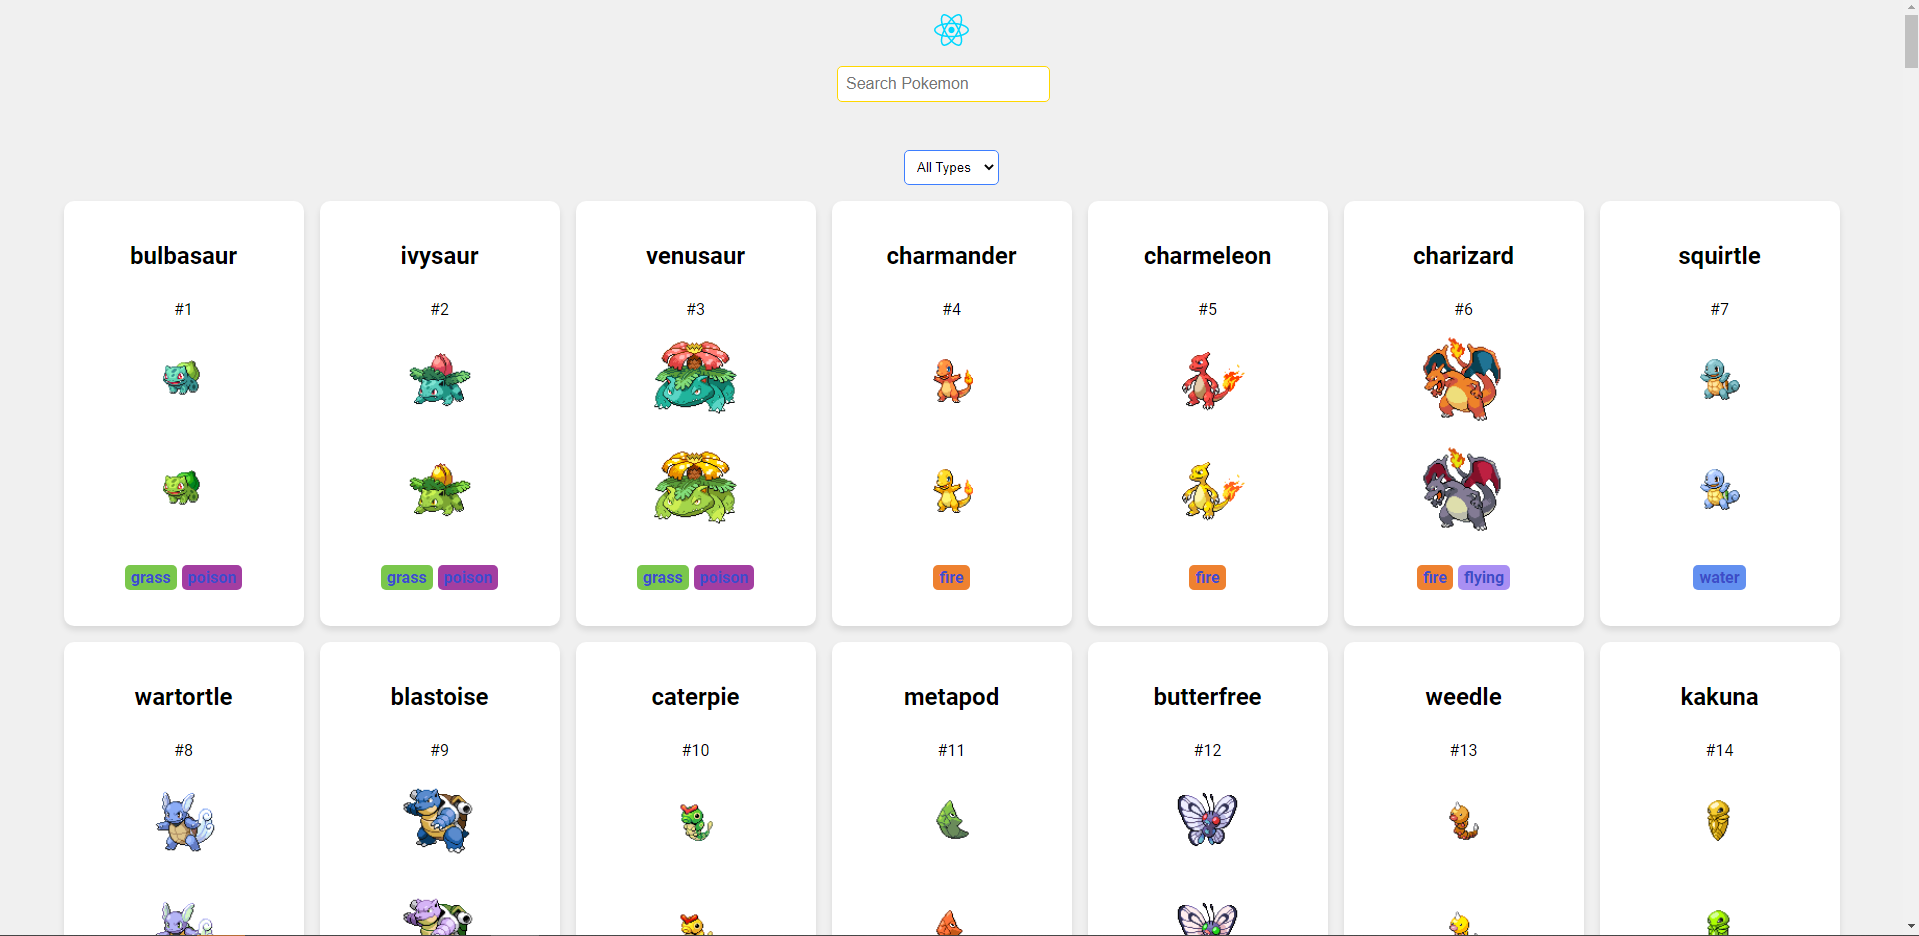 Search Pokemon
All Types
bulbasaur
#1
grass poison
ivysaur
#2
grass poison
venusaur
#3
grass poison
charmander
#4
fire
charmeleon
#5
fire
charizard
#6
fire flying
squirtle
#7
water
wartortle
#8
blastoise
#9
caterpie
#10
metapod
#11
butterfree
#12
weedle
#13
kakuna
#14